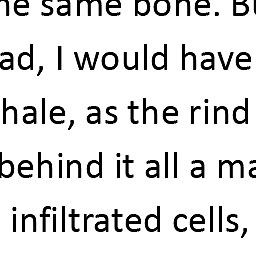 he same bone. Bu
ad, I would have
hale, as the rind
behind it all a ma
infiltrated cells,